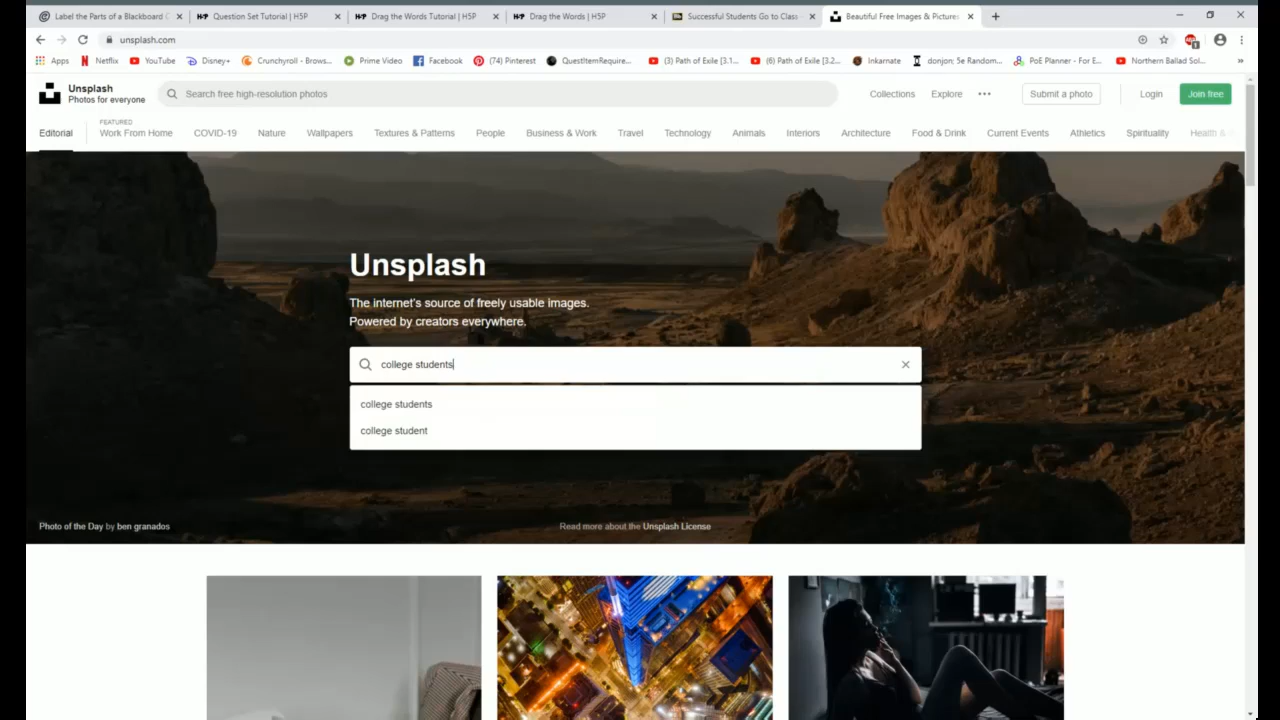 Label the Parts of a Blackboard
Question Set Tutorial | H5P
Drag the Words Tutorial | H5P
Drag the Words | H5P
Successful Students Go to Class
Beautiful Free Images & Pictures
unsplash.com
Apps Netflix YouTube Disney+ Crunchyroll - Brows... Prime Video Facebook (74) Pinterest QuestItemRequire... (3) Path of Exile [3.1... (6) Path of Exile [3.2... Inkarnate donjon; 5e Random... PoE Planner - For E... Northern Ballad Sol...
Unsplash
Photos for everyone
Search free high-resolution photos
Collections Explore ••• Submit a photo Login Join free
Editorial
FEATURED
Work From Home COVID-19 Nature Wallpapers Textures & Patterns People Business & Work Travel Technology Animals Interiors Architecture Food & Drink Current Events Athletics Spirituality Health &
Unsplash
The internet's source of freely usable images.
Powered by creators everywhere.
college students
college students
college student
Photo of the Day by ben granados
Read more about the Unsplash License